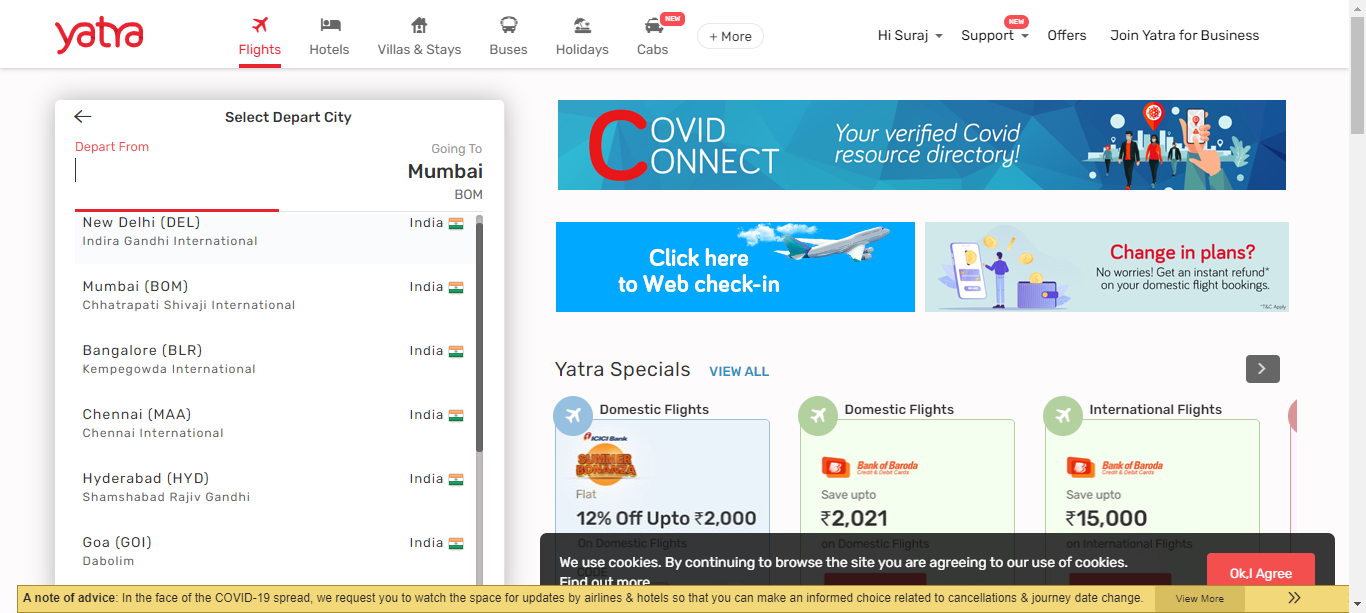 yatra
Flights
Hotels
Villas & Stays
Buses
Holidays
Cabs
NEW
+ More
Hi Suraj
Support
NEW
Offers
Join Yatra for Business
Select Depart City
Depart From
Going To
Mumbai
BOM
New Delhi (DEL)
India
Indira Gandhi International
Mumbai (BOM)
India
Chhatrapati Shivaji International
Bangalore (BLR)
India
Kempegowda International
Chennai (MAA)
India
Chennai International
Hyderabad (HYD)
India
Shamshabad Rajiv Gandhi
Goa (GOI)
India
Dabolim
COVID
CONNECT
Your verified Covid
resource directory!
Click here
to Web check-in
Change in plans?
No worries! Get an instant refund*
on your domestic flight bookings.
*T&C Apply
Yatra Specials
VIEW ALL
Domestic Flights
ICICI Bank
SUMMER
BONANZA
Flat
12% Off Upto ₹2,000
On Domestic Flights
CODE
Domestic Flights
Bank of Baroda
Credit & Debit Cards
Save upto
₹2,021
on Domestic Flights
International Flights
Bank of Baroda
Credit & Debit Cards
Save upto
₹15,000
on International Flights
We use cookies. By continuing to browse the site you are agreeing to our use of cookies.
Find out more
Ok,I Agree
A note of advice: In the face of the COVID-19 spread, we request you to watch the space for updates by airlines & hotels so that you can make an informed choice related to cancellations & journey date change.
View More